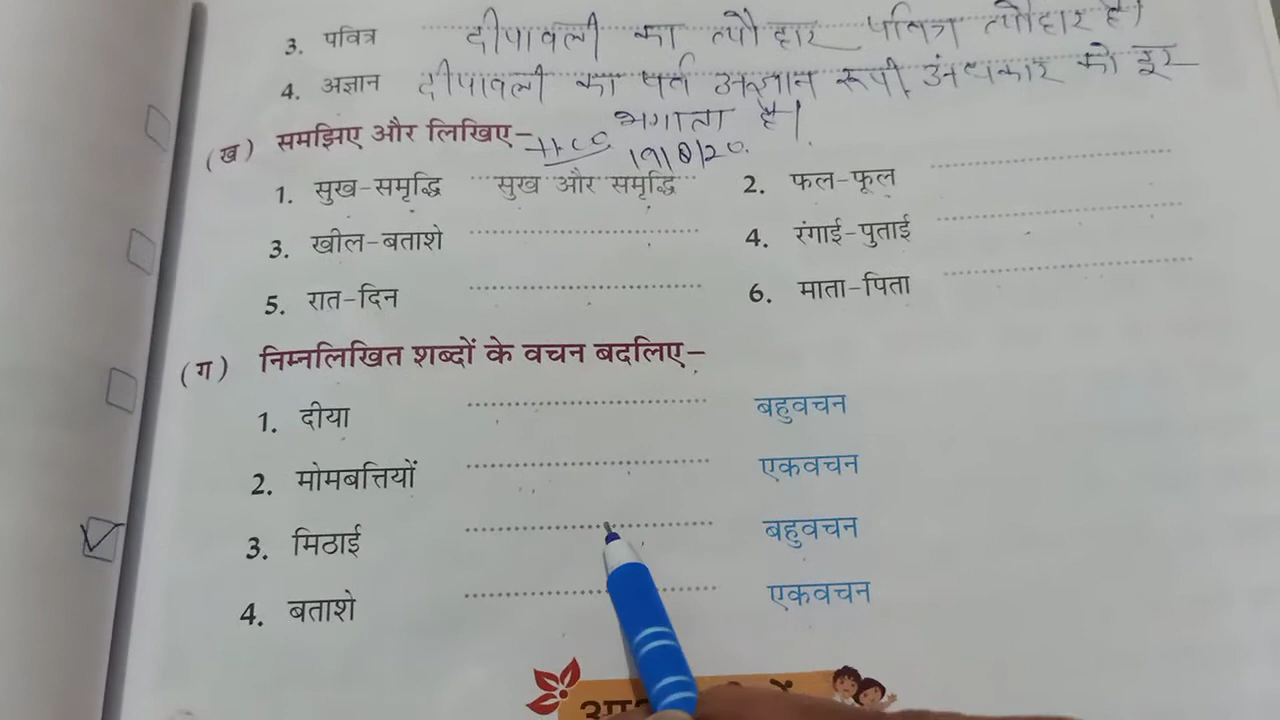 3. पवित्र दीपावली का त्यौहार पवित्र त्यौहार है।
4. अज्ञान दीपावली का पर्व अज्ञान रूपी अंधकार को दूर
भगाता है।
(ख) समझिए और लिखिए–
19/8/20.
1. सुख-समृद्धि सुख और समृद्धि 2. फल-फूल
3. खील-बताशे 4. रंगाई-पुताई
5. रात-दिन 6. माता-पिता
(ग) निम्नलिखित शब्दों के वचन बदलिए–
1. दीया बहुवचन
2. मोमबत्तियों एकवचन
3. मिठाई बहुवचन
4. बताशे एकवचन